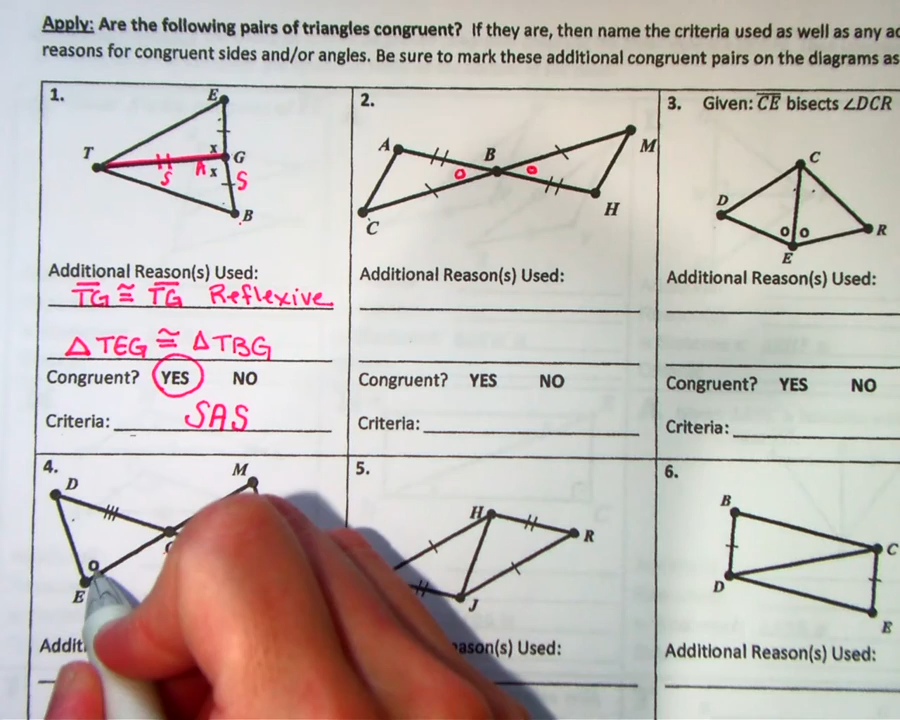 Apply: Are the following pairs of triangles congruent? If they are, then name the criteria used as well as any
reasons for congruent sides and/or angles. Be sure to mark these additional congruent pairs on the diagrams as
1.
E
T
x
G
S
A
x
S
B
Additional Reason(s) Used:
TG ≅ TG Reflexive
△TEG ≅ △TBG
Congruent? YES NO
Criteria: SAS
2.
A
B
M
C
H
Additional Reason(s) Used:
Congruent? YES NO
Criteria:
3. Given: CE bisects ∠DCR
C
D
R
E
Additional Reason(s) Used:
Congruent? YES NO
Criteria:
4.
D
M
E
5.
H
R
J
Used:
6.
B
C
D
E
Additional Reason(s) Used: